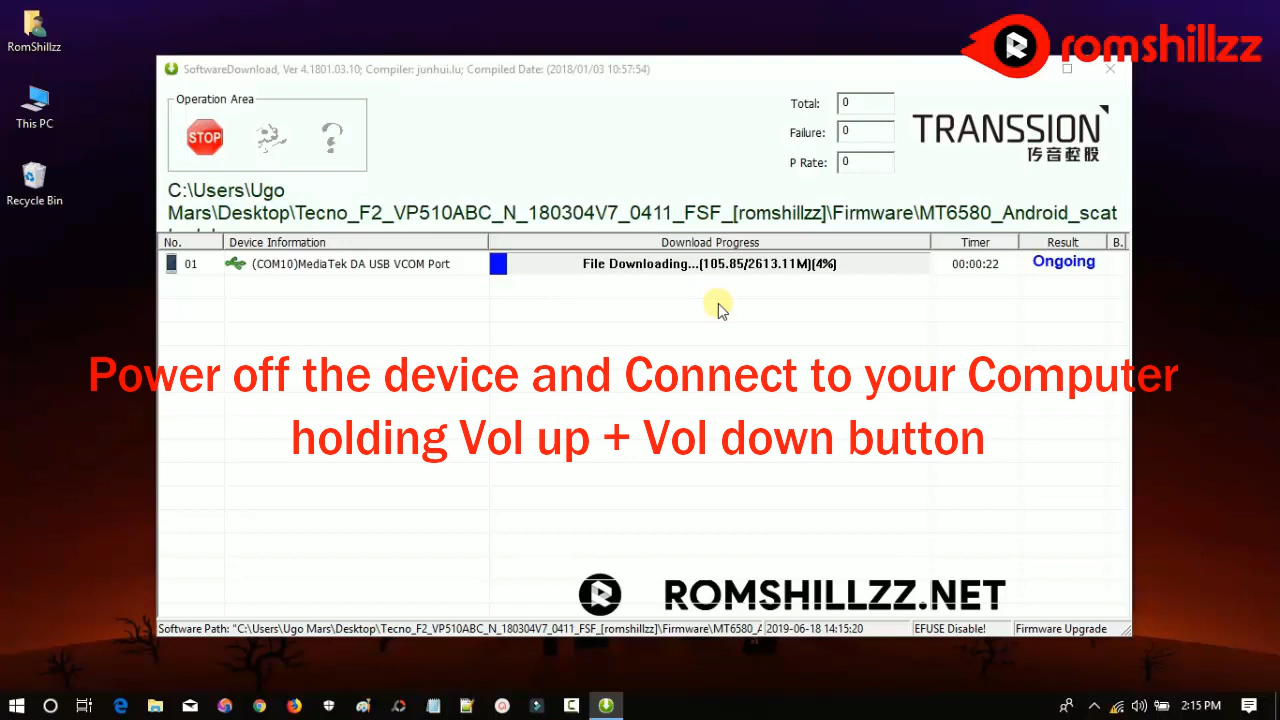 RomShillzz
This PC
Recycle Bin
romshillzz
SoftwareDownload, Ver 4.1801.03.10; Compiler: junhui.lu; Compiled Date: (2018/01/03 10:57:54)
Operation Area
STOP
Total: 0
Failure: 0
P Rate: 0
TRANSSION
传音控股
C:\Users\Ugo
Mars\Desktop\Tecno_F2_VP510ABC_N_180304V7_0411_FSF_[romshillzz]\Firmware\MT6580_Android_scat
No. Device Information Download Progress Timer Result B.
01 (COM10)MediaTek DA USB VCOM Port File Downloading...(105.85/2613.11M)(4%) 00:00:22 Ongoing
Power off the device and Connect to your Computer
holding Vol up + Vol down button
ROMSHILLZZ.NET
Software Path: "C:\Users\Ugo Mars\Desktop\Tecno_F2_VP510ABC_N_180304V7_0411_FSF_[romshillzz]\Firmware\MT6580_A 2019-06-18 14:15:20 EFUSE Disable! Firmware Upgrade
2:15 PM